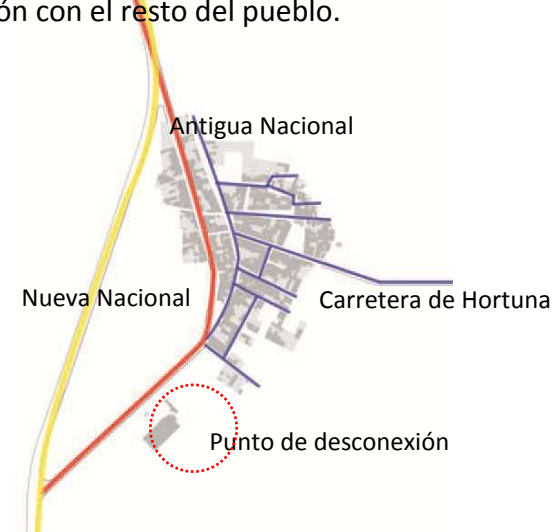 ón con el resto del pueblo.
Antigua Nacional
Nueva Nacional
Carretera de Hortuna
Punto de desconexión